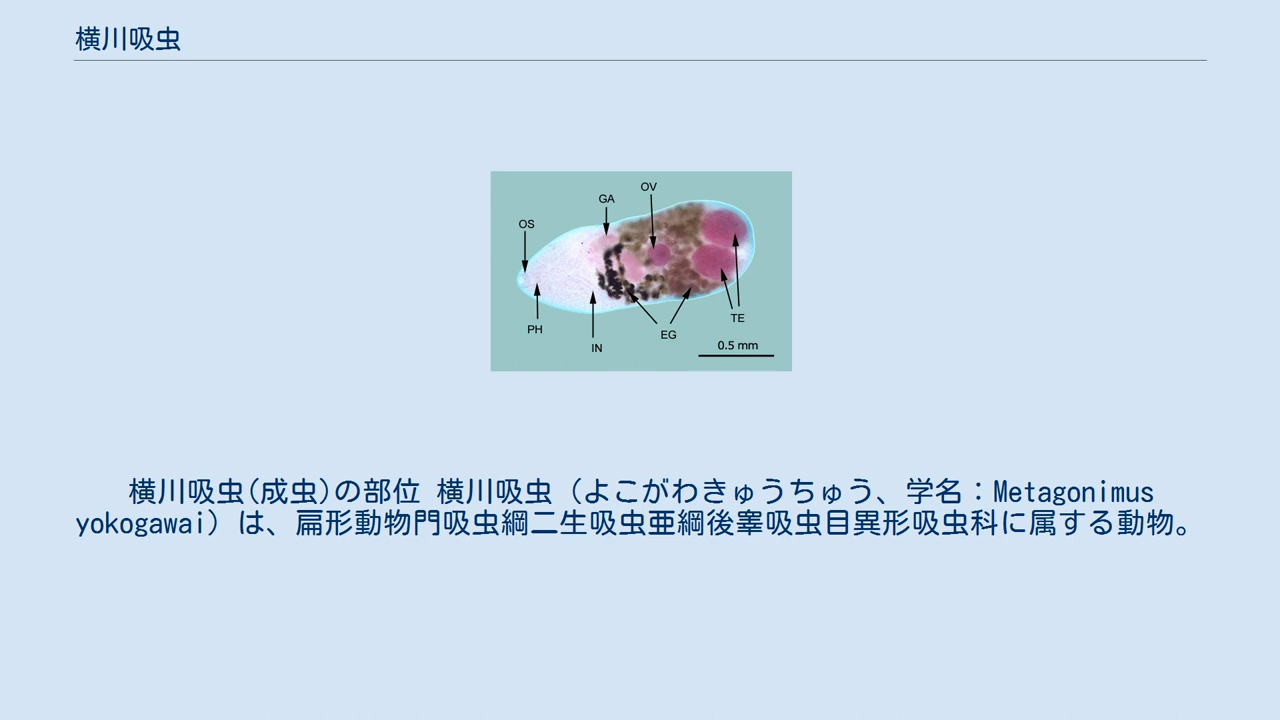 横川吸虫
OV
GA
OS
PH
IN
EG
TE
0.5 mm
横川吸虫(成虫)の部位 横川吸虫（よこがわきゅうちゅう、学名：Metagonimus
yokogawai）は、扁形動物門吸虫綱二生吸虫亜綱後睾吸虫目異形吸虫科に属する動物。